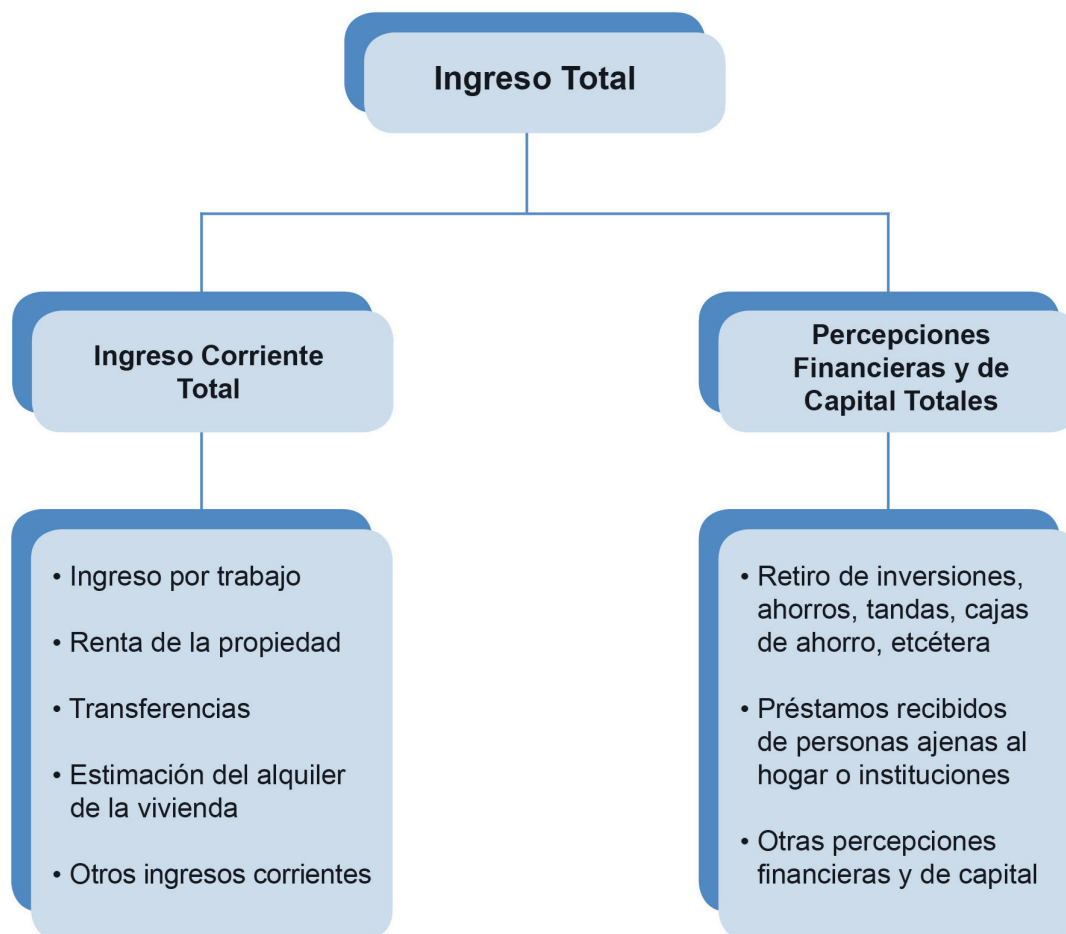 Ingreso Total
Ingreso Corriente
Total
• Ingreso por trabajo
• Renta de la propiedad
• Transferencias
• Estimación del alquiler
de la vivienda
• Otros ingresos corrientes
Percepciones
Financieras y de
Capital Totales
• Retiro de inversiones,
ahorros, tandas, cajas
de ahorro, etcétera
• Préstamos recibidos
de personas ajenas al
hogar o instituciones
• Otras percepciones
financieras y de capital